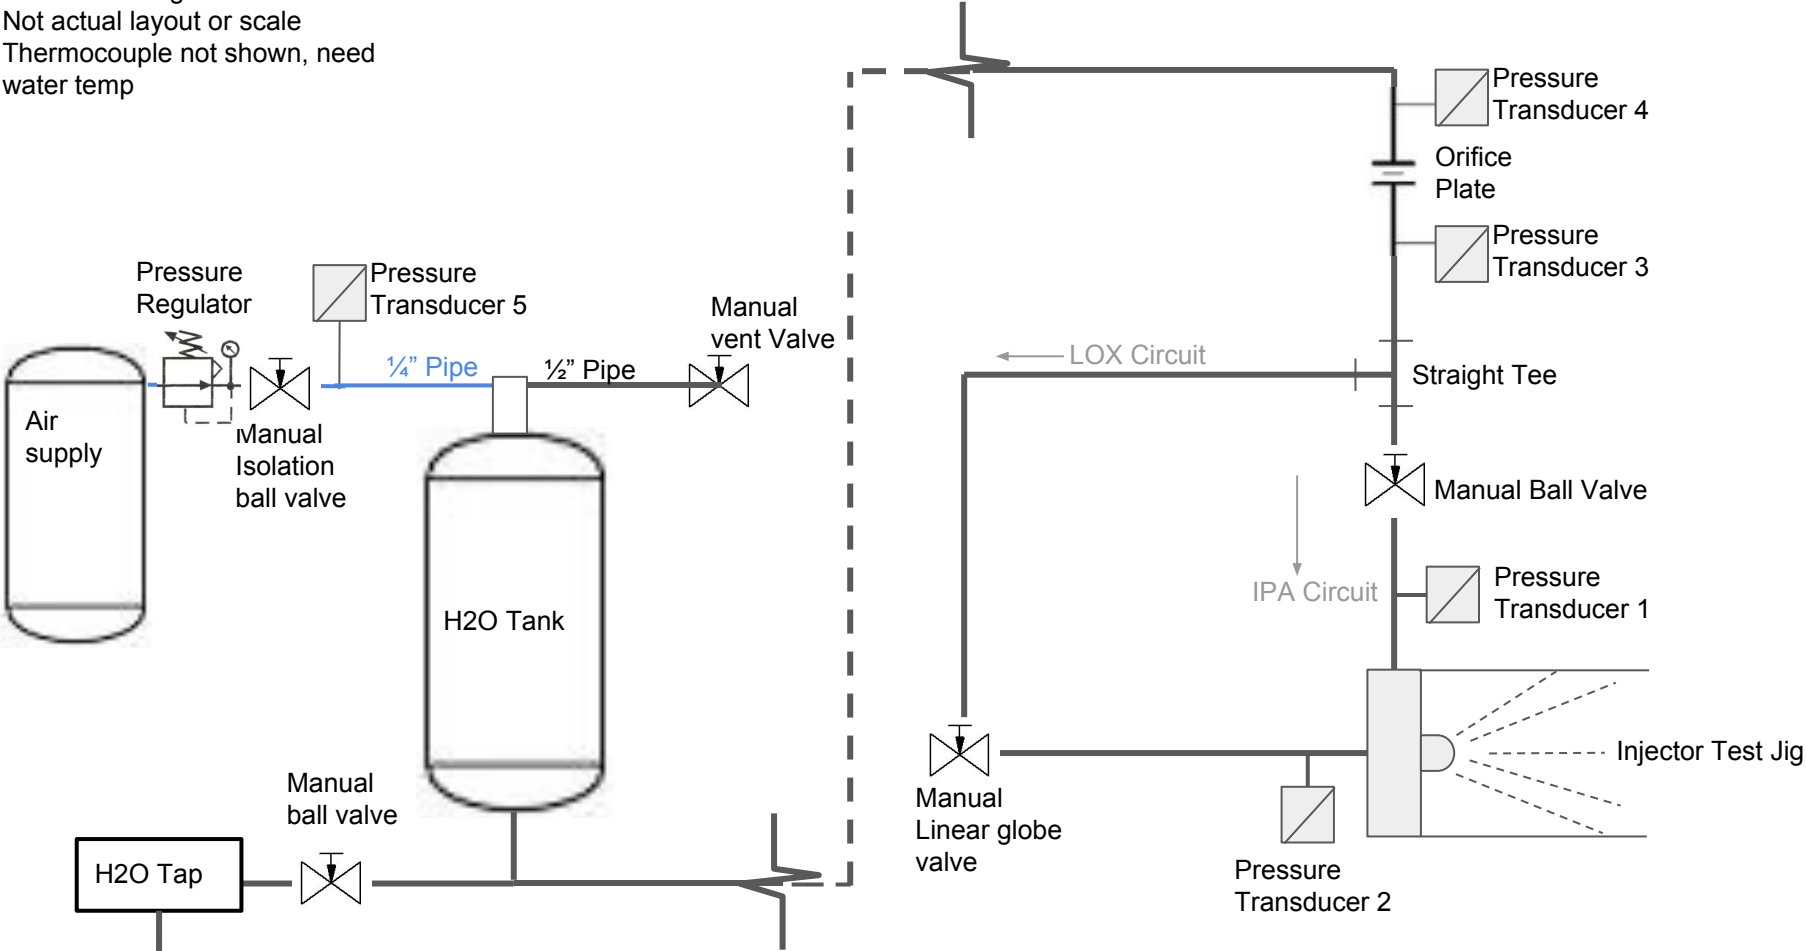 Not actual layout or scale
Thermocouple not shown, need
water temp
Pressure
Transducer 4
Orifice
Plate
Pressure
Transducer 3
Pressure
Regulator
Pressure
Transducer 5
Manual
vent Valve
¼” Pipe
½” Pipe
LOX Circuit
Straight Tee
Air
supply
Manual
Isolation
ball valve
Manual Ball Valve
IPA Circuit
Pressure
Transducer 1
H2O Tank
Injector Test Jig
Manual
ball valve
Manual
Linear globe
valve
H2O Tap
Pressure
Transducer 2